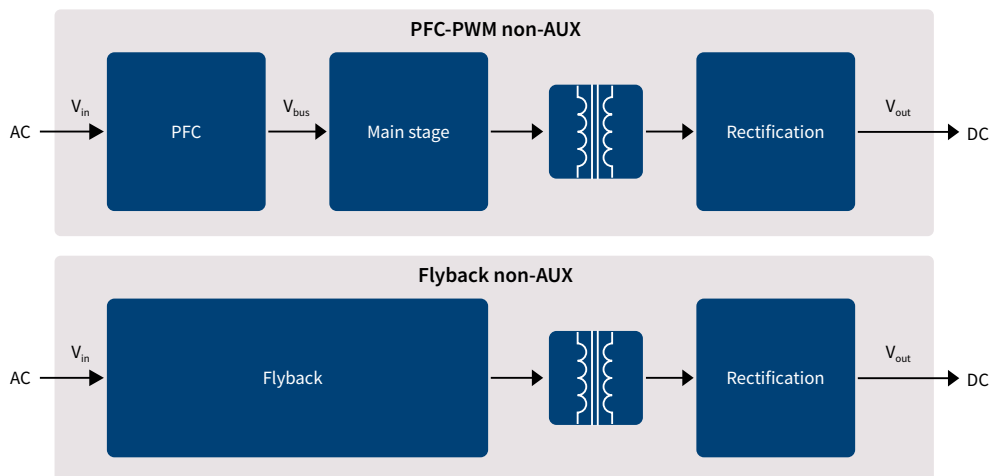 PFC-PWM non-AUX
AC
Vin
PFC
Vbus
Main stage
Rectification
Vout
DC
Flyback non-AUX
AC
Vin
Flyback
Rectification
Vout
DC